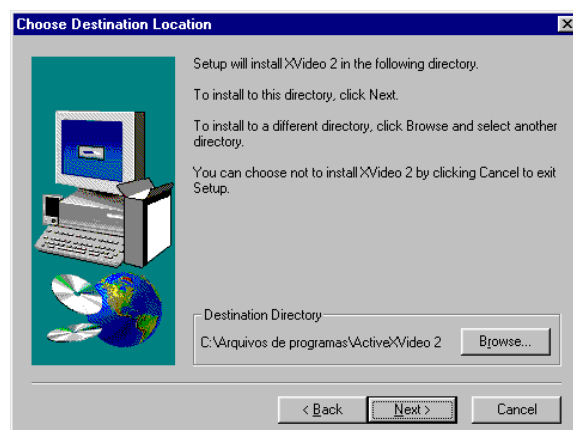 Choose Destination Location
Setup will install XVideo 2 in the following directory.
To install to this directory, click Next.
To install to a different directory, click Browse and select another
directory.
You can choose not to install XVideo 2 by clicking Cancel to exit
Setup.
Destination Directory
C:\Arquivos de programas\ActiveXVideo 2
Browse...
< Back
Next >
Cancel